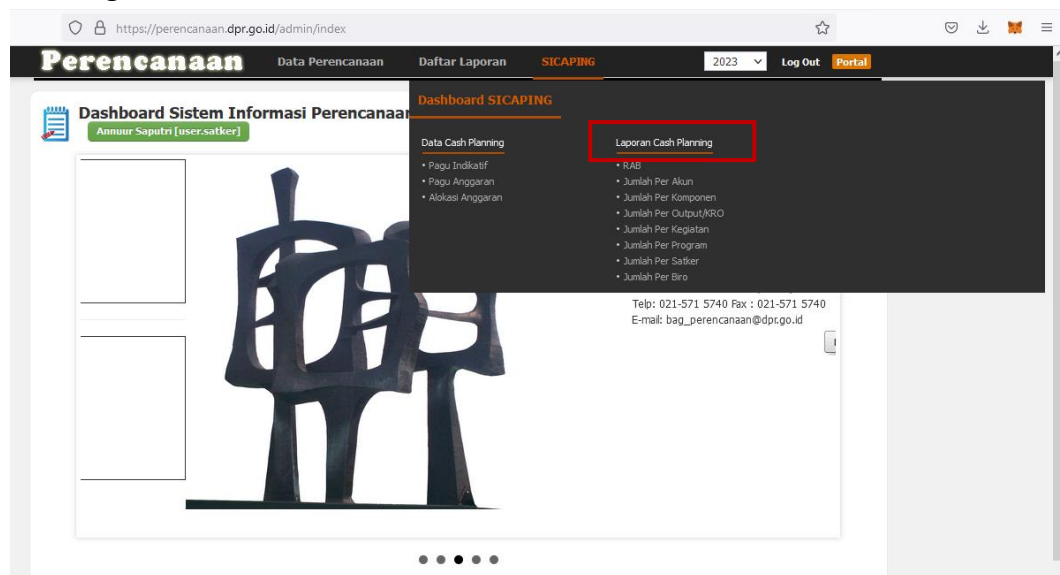 https://perencanaan.dpr.go.id/admin/index
Perencanaan Data Perencanaan Daftar Laporan SICAPING 2023 Log Out Portal
Dashboard Sistem Informasi Perencanaan
Annuur Saputri [user.satker]
Dashboard SICAPING
Data Cash Planning
• Pagu Indikatif
• Pagu Anggaran
• Alokasi Anggaran
Laporan Cash Planning
• RAB
• Jumlah Per Akun
• Jumlah Per Komponen
• Jumlah Per Output/KRO
• Jumlah Per Kegiatan
• Jumlah Per Program
• Jumlah Per Satker
• Jumlah Per Biro
Telp: 021-571 5740 Fax : 021-571 5740
E-mail: bag_perencanaan@dpr.go.id